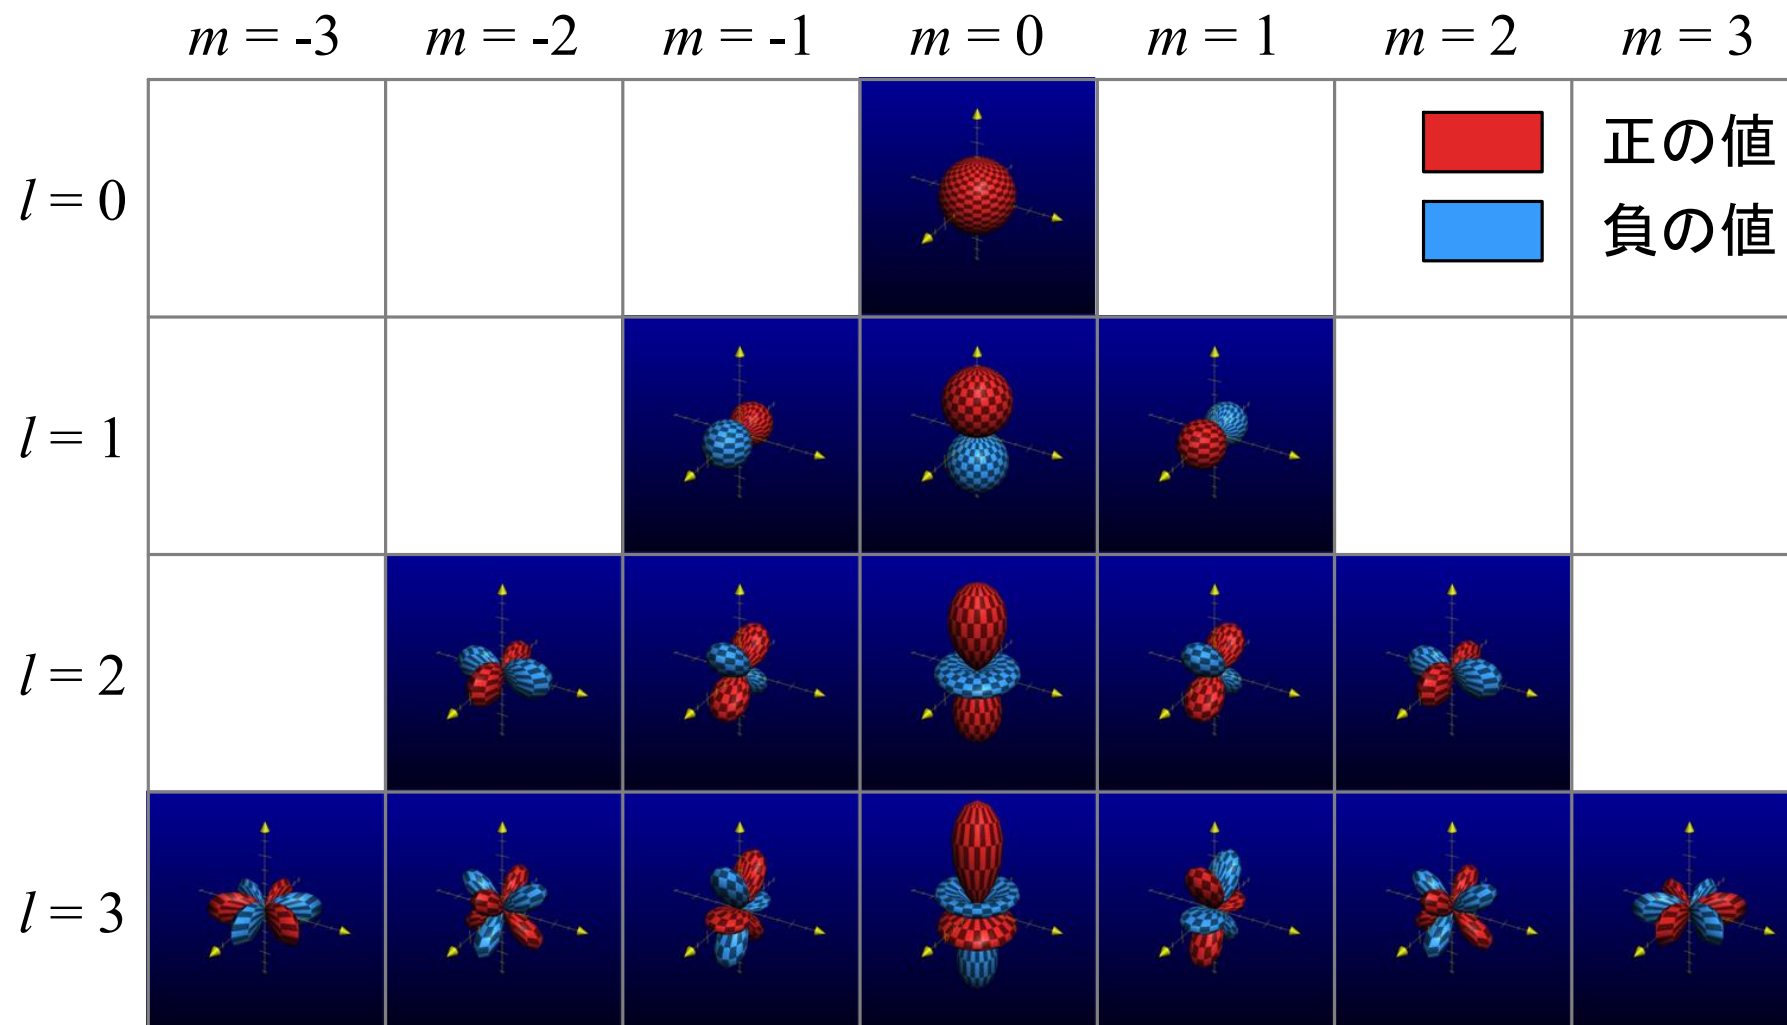 m = -3 m = -2 m = -1 m = 0 m = 1 m = 2 m = 3
正の値
l = 0
負の値
l = 1
l = 2
l = 3